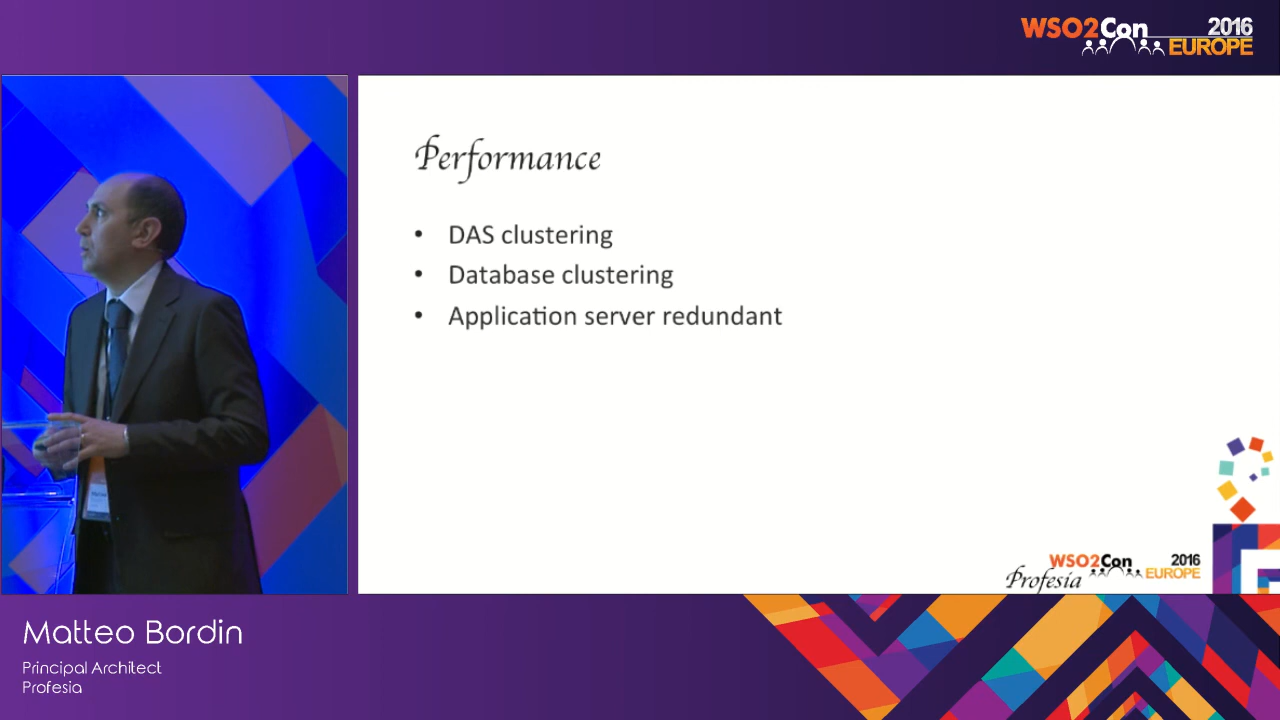 WSO2Con 2016
EUROPE
Performance
• DAS clustering
• Database clustering
• Application server redundant
WSO2Con 2016
Profesia EUROPE
Matteo Bordin
Principal Architect
Profesia